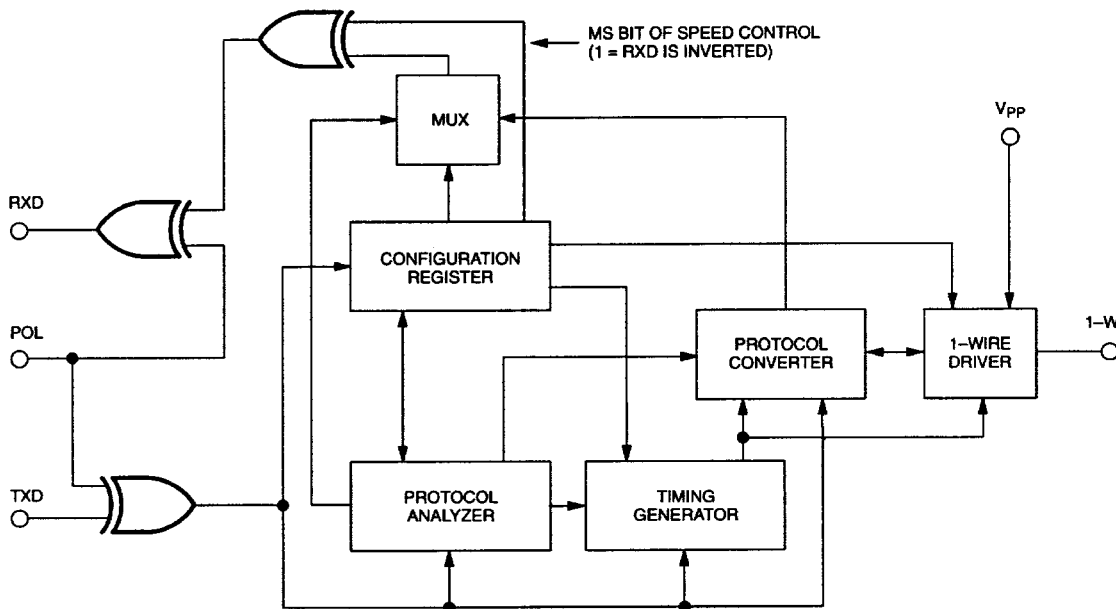 MS BIT OF SPEED CONTROL
(1 = RXD IS INVERTED)
MUX
VPP
RXD
CONFIGURATION
REGISTER
POL
PROTOCOL
CONVERTER
1–WIRE
DRIVER
1–W
TXD
PROTOCOL
ANALYZER
TIMING
GENERATOR